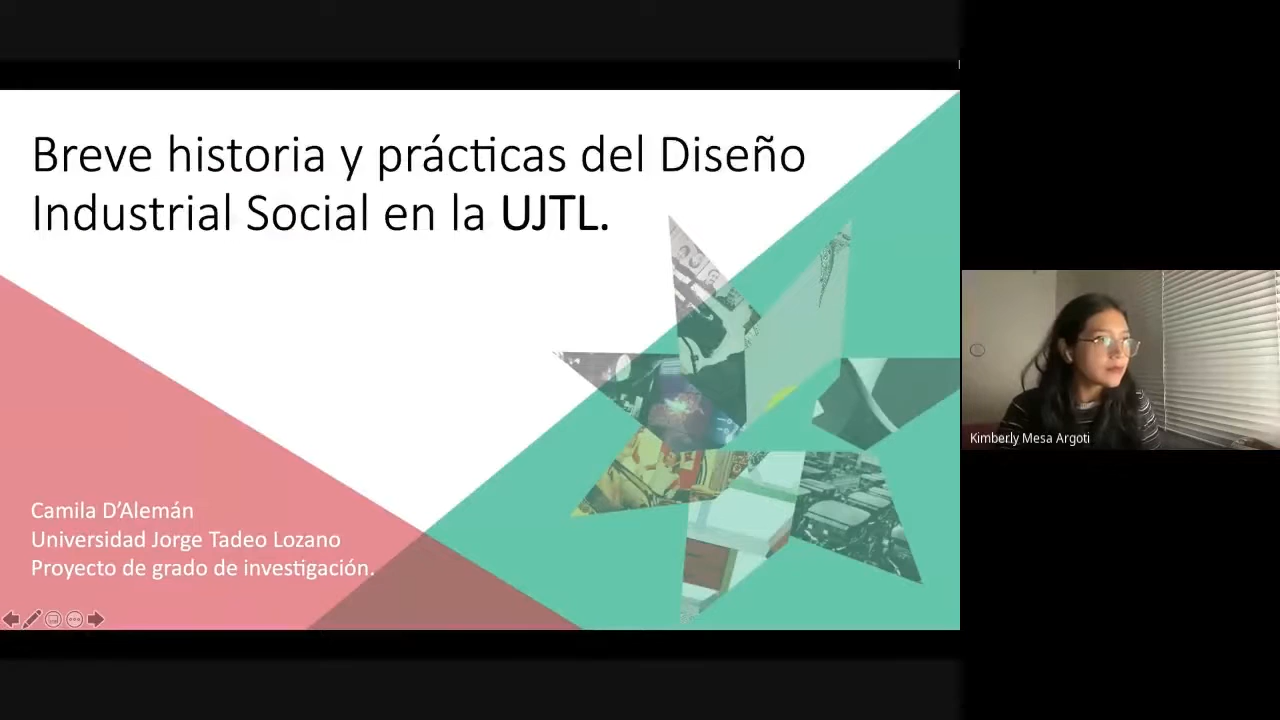 Breve historia y prácticas del Diseño
Industrial Social en la UJTL.
Camila D'Alemán
Universidad Jorge Tadeo Lozano
Proyecto de grado de investigación.
Kimberly Mesa Argoti